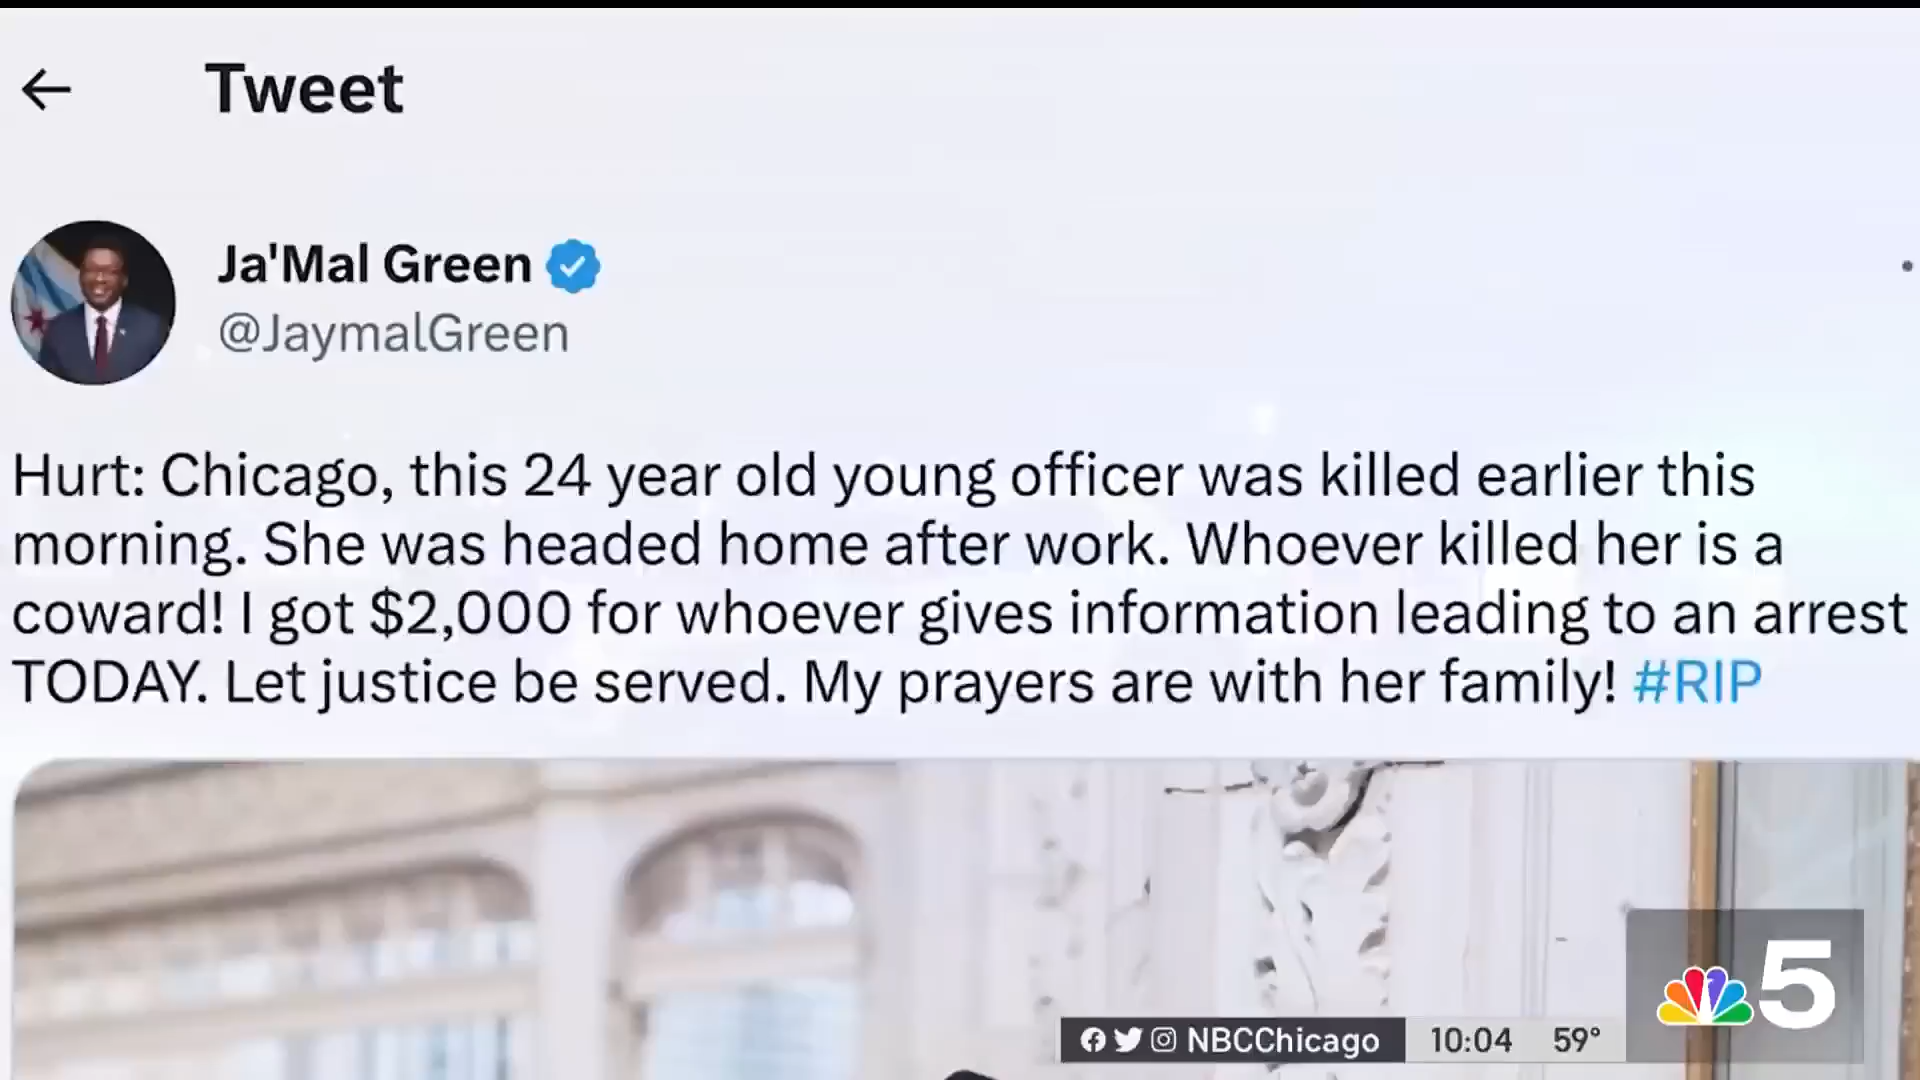 Tweet
Ja'Mal Green
@JaymalGreen
Hurt: Chicago, this 24 year old young officer was killed earlier this
morning. She was headed home after work. Whoever killed her is a
coward! I got $2,000 for whoever gives information leading to an arrest
TODAY. Let justice be served. My prayers are with her family! #RIP
5
NBCChicago 10:04 59°